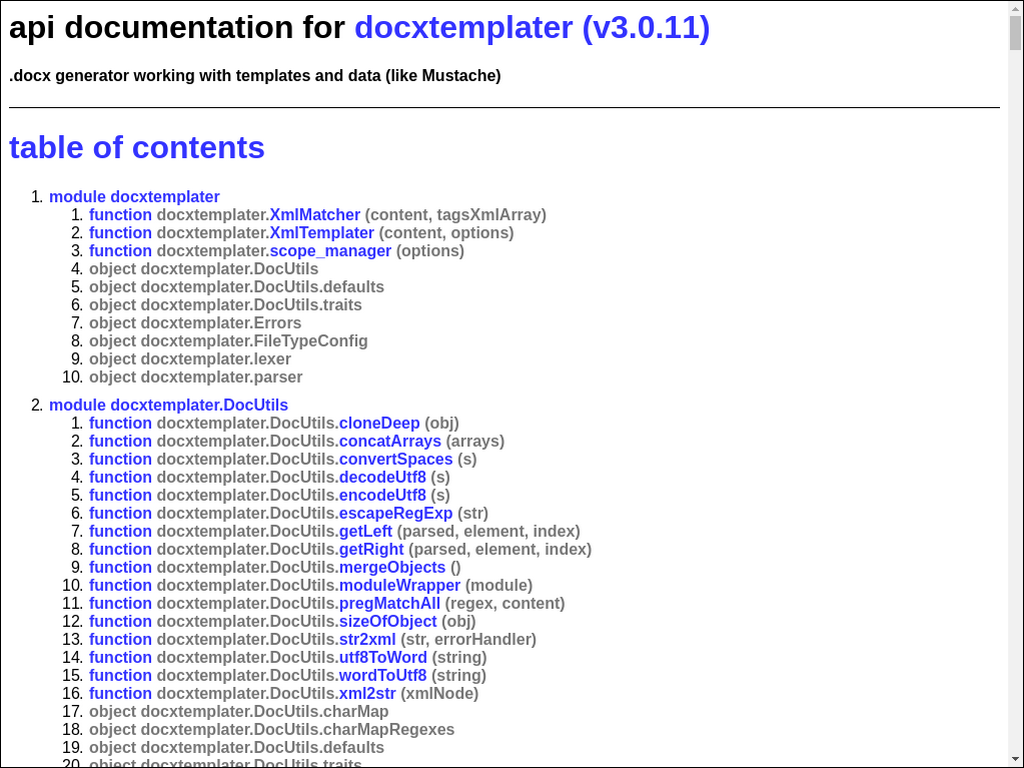 api documentation for docxtemplater (v3.0.11)
.docx generator working with templates and data (like Mustache)
table of contents
1. module docxtemplater
1. function docxtemplater.XmlMatcher (content, tagsXmlArray)
2. function docxtemplater.XmlTemplater (content, options)
3. function docxtemplater.scope_manager (options)
4. object docxtemplater.DocUtils
5. object docxtemplater.DocUtils.defaults
6. object docxtemplater.DocUtils.traits
7. object docxtemplater.Errors
8. object docxtemplater.FileTypeConfig
9. object docxtemplater.lexer
10. object docxtemplater.parser
2. module docxtemplater.DocUtils
1. function docxtemplater.DocUtils.cloneDeep (obj)
2. function docxtemplater.DocUtils.concatArrays (arrays)
3. function docxtemplater.DocUtils.convertSpaces (s)
4. function docxtemplater.DocUtils.decodeUtf8 (s)
5. function docxtemplater.DocUtils.encodeUtf8 (s)
6. function docxtemplater.DocUtils.escapeRegExp (str)
7. function docxtemplater.DocUtils.getLeft (parsed, element, index)
8. function docxtemplater.DocUtils.getRight (parsed, element, index)
9. function docxtemplater.DocUtils.mergeObjects ()
10. function docxtemplater.DocUtils.moduleWrapper (module)
11. function docxtemplater.DocUtils.pregMatchAll (regex, content)
12. function docxtemplater.DocUtils.sizeOfObject (obj)
13. function docxtemplater.DocUtils.str2xml (str, errorHandler)
14. function docxtemplater.DocUtils.utf8ToWord (string)
15. function docxtemplater.DocUtils.wordToUtf8 (string)
16. function docxtemplater.DocUtils.xml2str (xmlNode)
17. object docxtemplater.DocUtils.charMap
18. object docxtemplater.DocUtils.charMapRegexes
19. object docxtemplater.DocUtils.defaults
20. object docxtemplater.DocUtils.traits